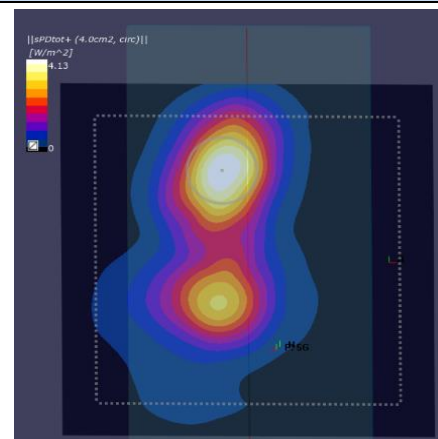 ||sPDtot+ (4.0cm2, circ)||
[W/m^2]
4.13
0